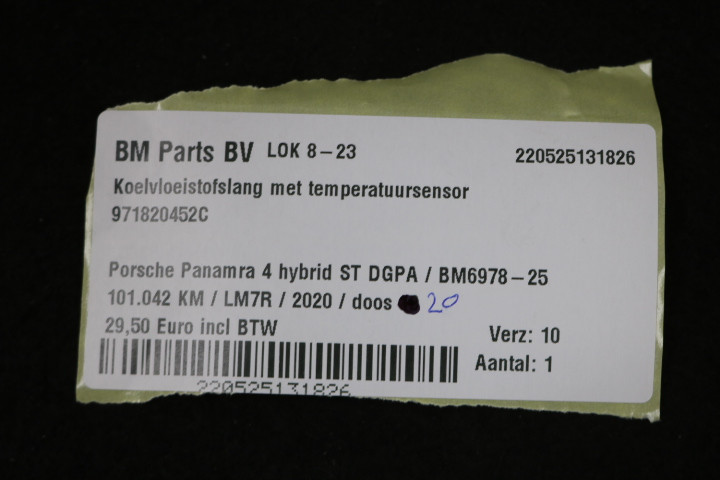 BM Parts BV LOK 8-23 220525131826
Koelvloeistofslang met temperatuursensor
971820452C
Porsche Panamra 4 hybrid ST DGPA / BM6978-25
101.042 KM / LM7R / 2020 / doos 20
29,50 Euro incl BTW
Verz: 10
Aantal: 1
220525131826